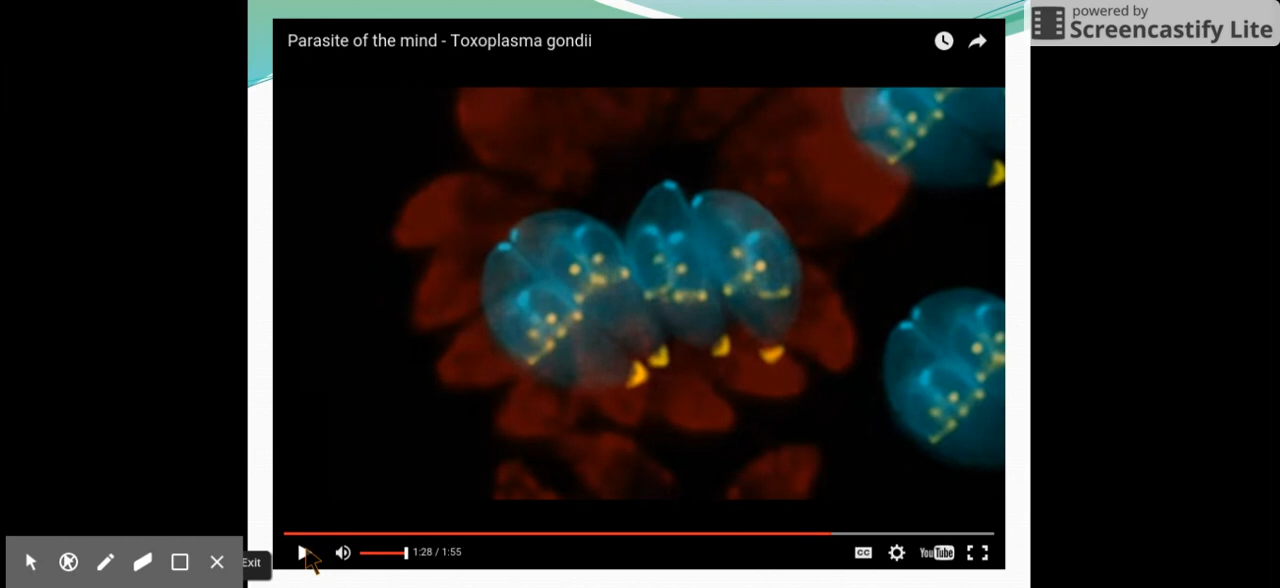 powered by
Screencastify Lite
Parasite of the mind - Toxoplasma gondii
Exit
1:28 / 1:55
CC
YouTube